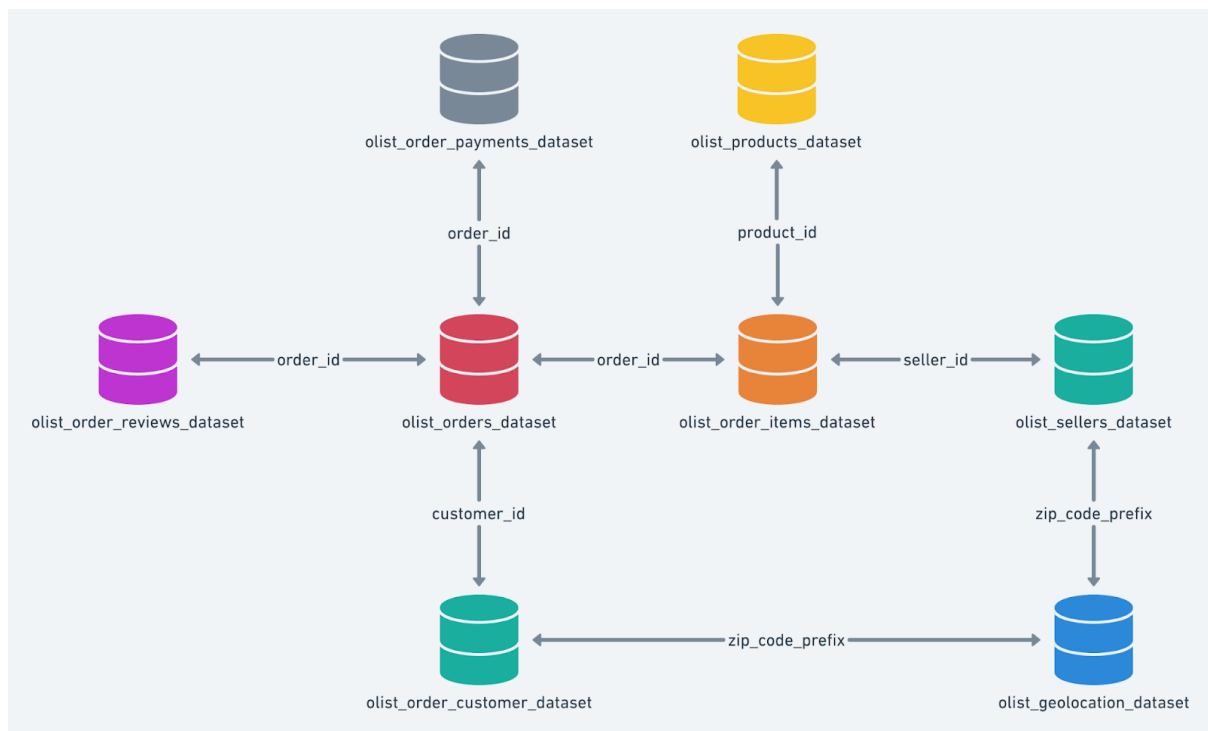 olist_order_payments_dataset
olist_products_dataset
order_id
product_id
order_id
order_id
seller_id
olist_order_reviews_dataset
olist_orders_dataset
olist_order_items_dataset
olist_sellers_dataset
customer_id
zip_code_prefix
zip_code_prefix
olist_order_customer_dataset
olist_geolocation_dataset